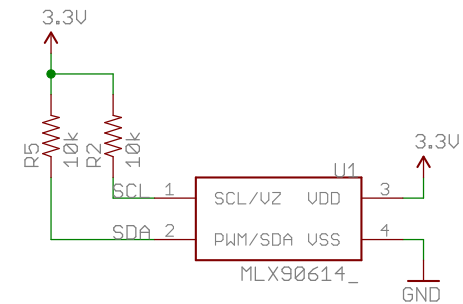 3.3V
R5
10k
R2
10k
3.3V
U1
SCL 1 SCL/VZ VDD 3
SDA 2 PWM/SDA VSS 4
MLX90614_
GND